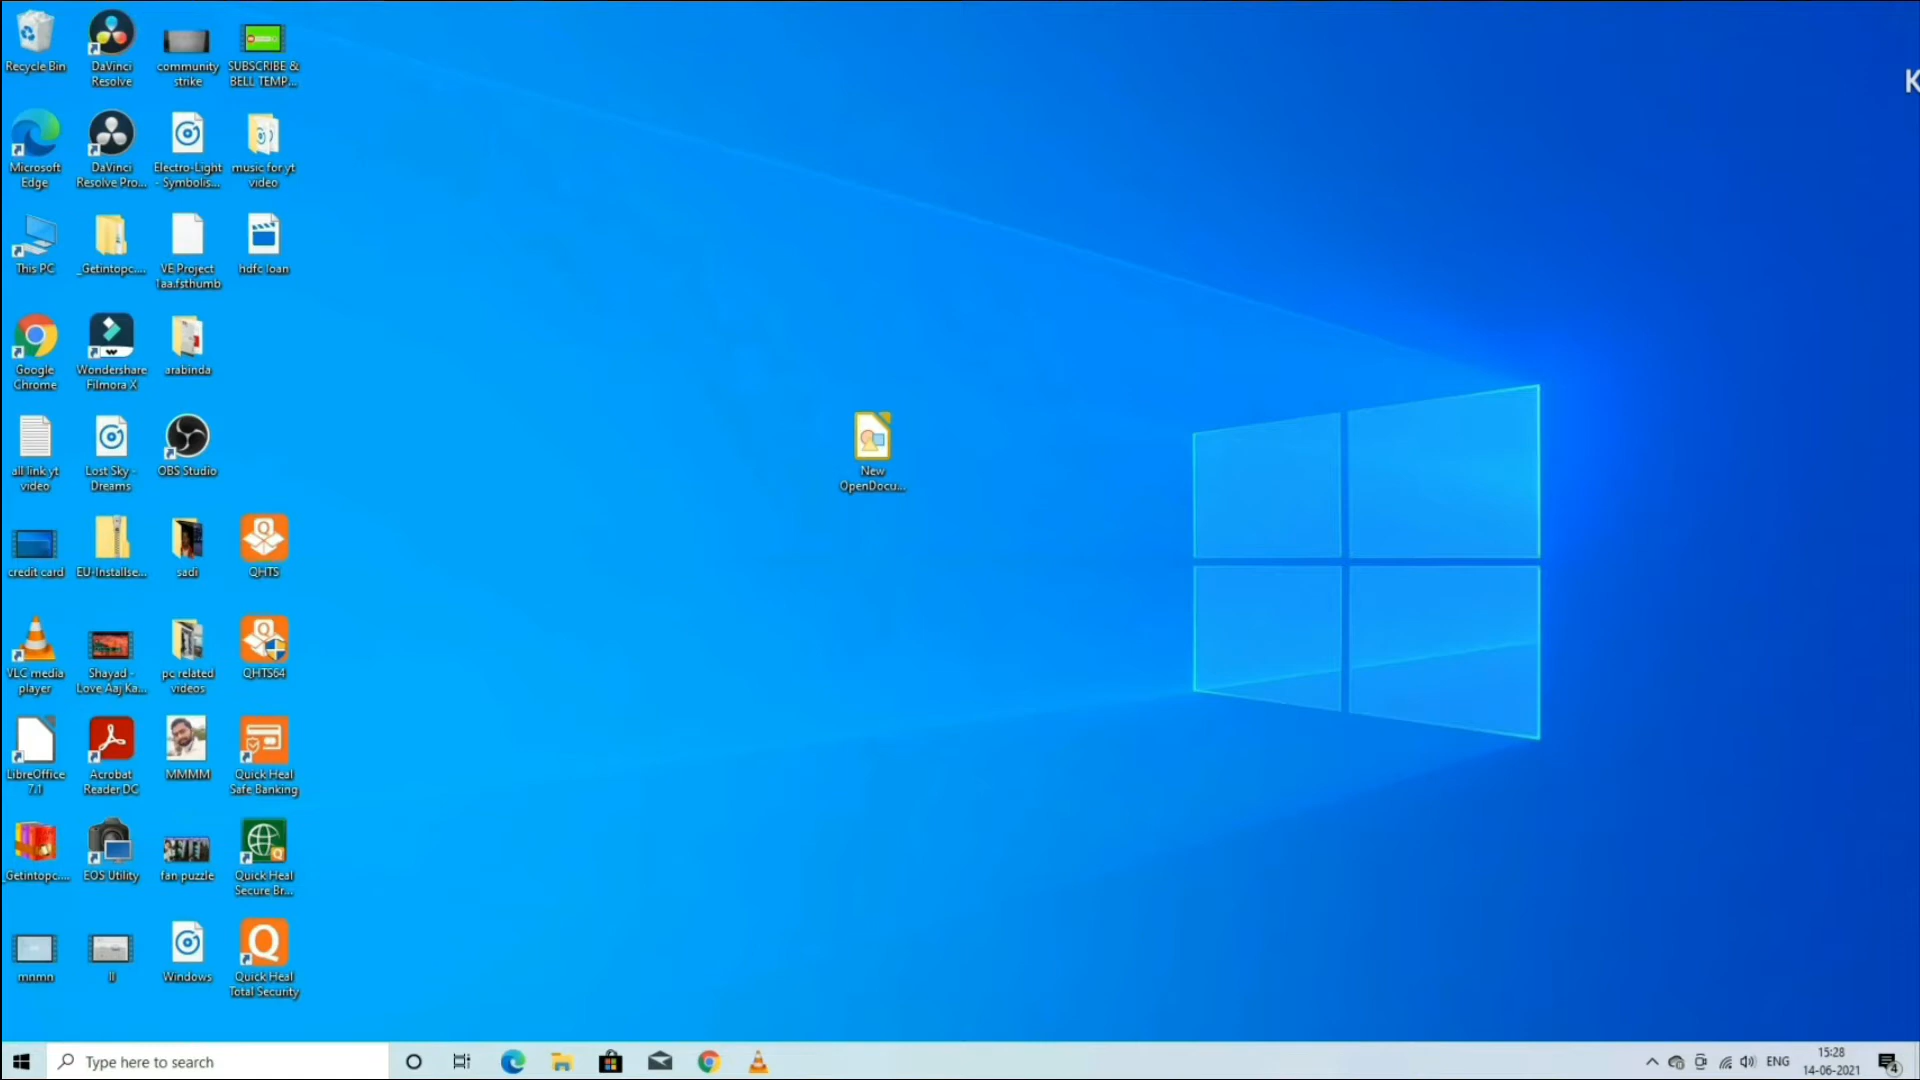 Recycle Bin
DaVinci
Resolve
community
strike
SUBSCRIBE &
BELL TEMP...
K
Microsoft
Edge
DaVinci
Resolve Pro...
Electro-Light
- Symbolis...
music for yt
video
This PC
_Getintopc....
VE Project
1aa.fsthumb
hdfc loan
Google
Chrome
Wondershare
Filmora X
arabinda
all link yt
video
Lost Sky -
Dreams
OBS Studio
New
OpenDocu...
credit card
EU-Installse...
sadi
QHTS
VLC media
player
Shayad -
Love Aaj Ka...
pc related
videos
QHTS64
LibreOffice
7.1
Acrobat
Reader DC
MMMM
Quick Heal
Safe Banking
_Getintopc....
EOS Utility
fan puzzle
Quick Heal
Secure Br...
mnmn
Windows
Quick Heal
Total Security
Type here to search
ENG
15:28
14-06-2021
4